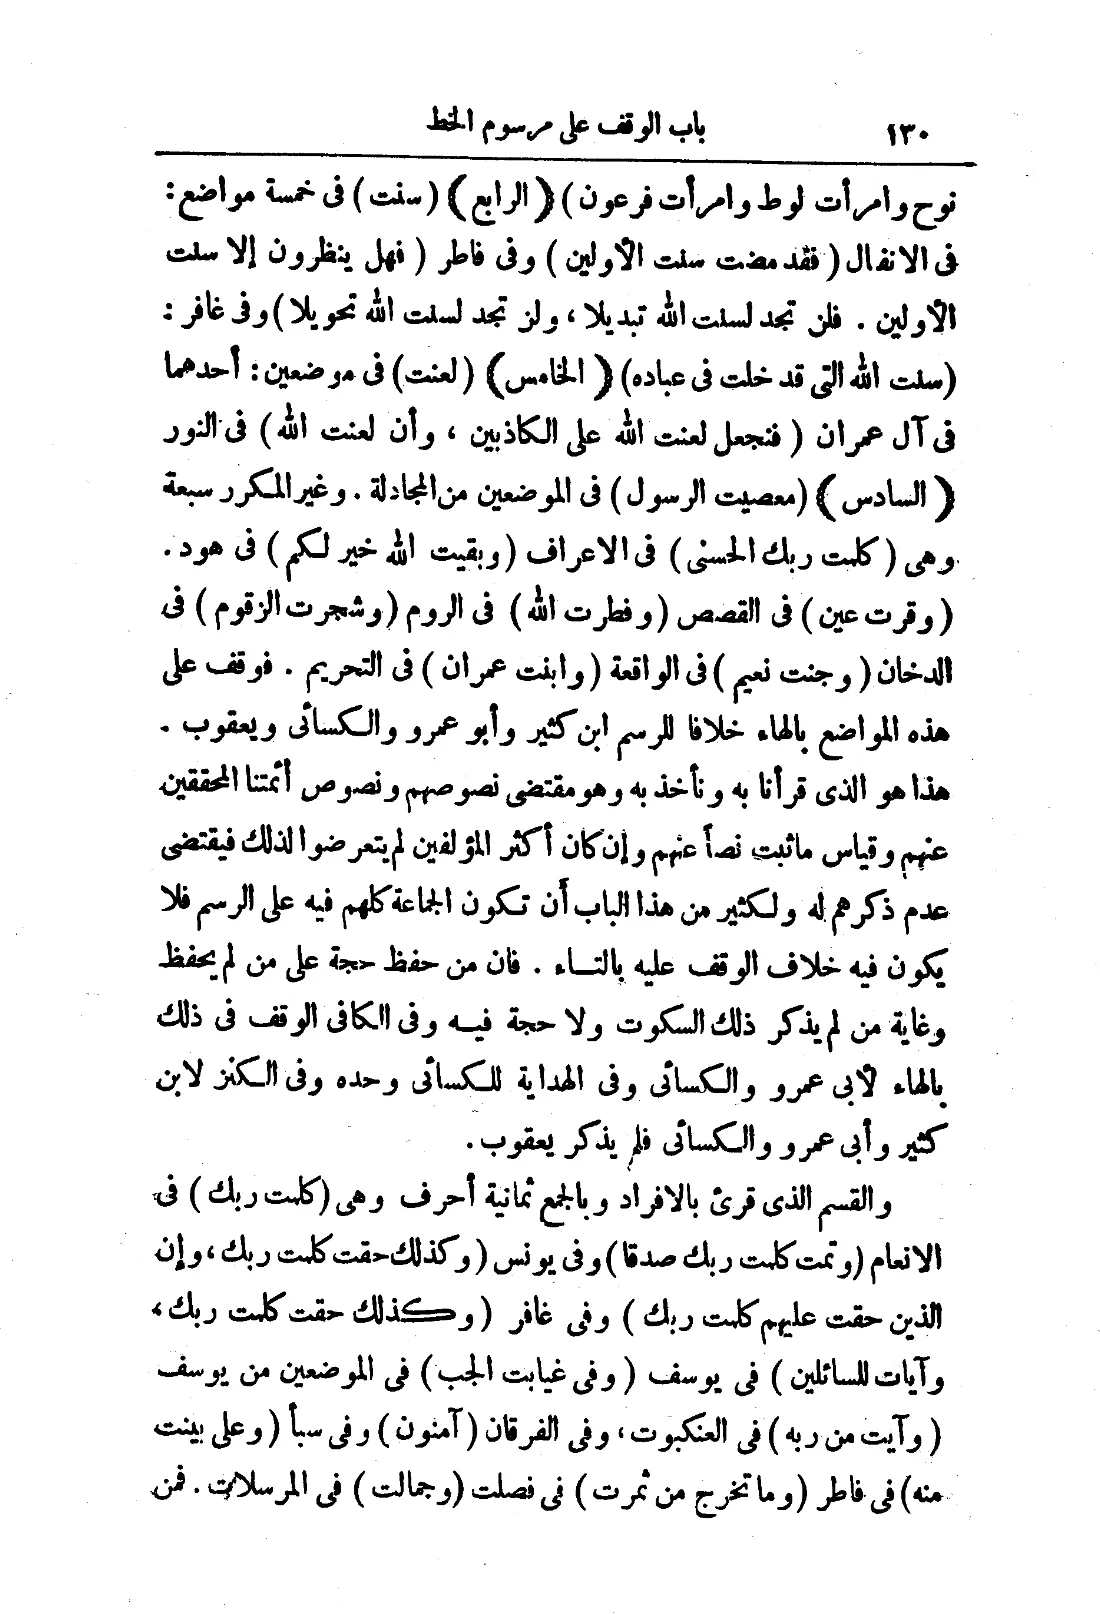 ١٣٠ باب الوقف على مرسوم الخط
نوح وامرأت لوط وامرأت فرعون) (الرابع) (سنت) فى خمسة مواضع:
فى الانفال (فقد مضت سنت الأولين) وفى فاطر (فهل ينظرون إلا سنت
الأولين . فلن تجد لسنت الله تبديلا ، ولن تجد لسنت الله تحويلا) وفى غافر:
(سنت الله التى قد خلت فى عباده) (الخامس) (لعنت) فى موضعين: أحدهما
فى آل عمران (فنجعل لعنت الله على الكاذبين ، وأن لعنت الله) فى النور
(السادس) (معصيت الرسول) فى الموضعين من المجادلة . وغير المكرر سبعة
وهى (كلمت ربك الحسنى) فى الاعراف (وبقيت الله خير لكم) فى هود .
(وقرت عين) فى القصص (وفطرت الله) فى الروم (وشجرت الزقوم) فى
الدخان (وجنت نعيم) فى الواقعة (وابنت عمران) فى التحريم . فوقف على
هذه المواضع بالهاء خلافا للرسم ابن كثير وأبو عمرو والكسائى ويعقوب .
هذا هو الذى قرأنا به ونأخذ به وهو مقتضى نصوصهم ونصوص أئمتنا المحققين
عنهم وقياس ماثبت نصاً عنهم وإن كان أكثر المؤلفين لم يتعرضوا لذلك فيقتضى
عدم ذكرهم له ولكثير من هذا الباب أن تكون الجماعة كلهم فيه على الرسم فلا
يكون فيه خلاف الوقف عليه بالتاء . فان من حفظ حجة على من لم يحفظ
وغاية من لم يذكر ذلك السكوت ولا حجة فيه وفى الكافى الوقف فى ذلك
بالهاء لأبى عمرو والكسائى وفى الهداية للكسائى وحده وفى الكنز لابن
كثير وأبى عمرو والكسائى فلم يذكر يعقوب.
والقسم الذى قرئ بالافراد وبالجمع ثمانية أحرف وهى (كلمت ربك) فى
الانعام (وتمت كلمت ربك صدقا) وفى يونس (وكذلك حقت كلمت ربك ، وإن
الذين حقت عليهم كلمت ربك) وفى غافر (وكذلك حقت كلمت ربك ،
وآيات للسائلين) فى يوسف (وفى غيابت الجب) فى الموضعين من يوسف
(وآيت من ربه) فى العنكبوت ، وفى الفرقان (آمنون) وفى سبأ (وعلى بينت
منه) فى فاطر (وما تخرج من ثمرت) فى فصلت (وجمالت) فى المرسلات . فمن